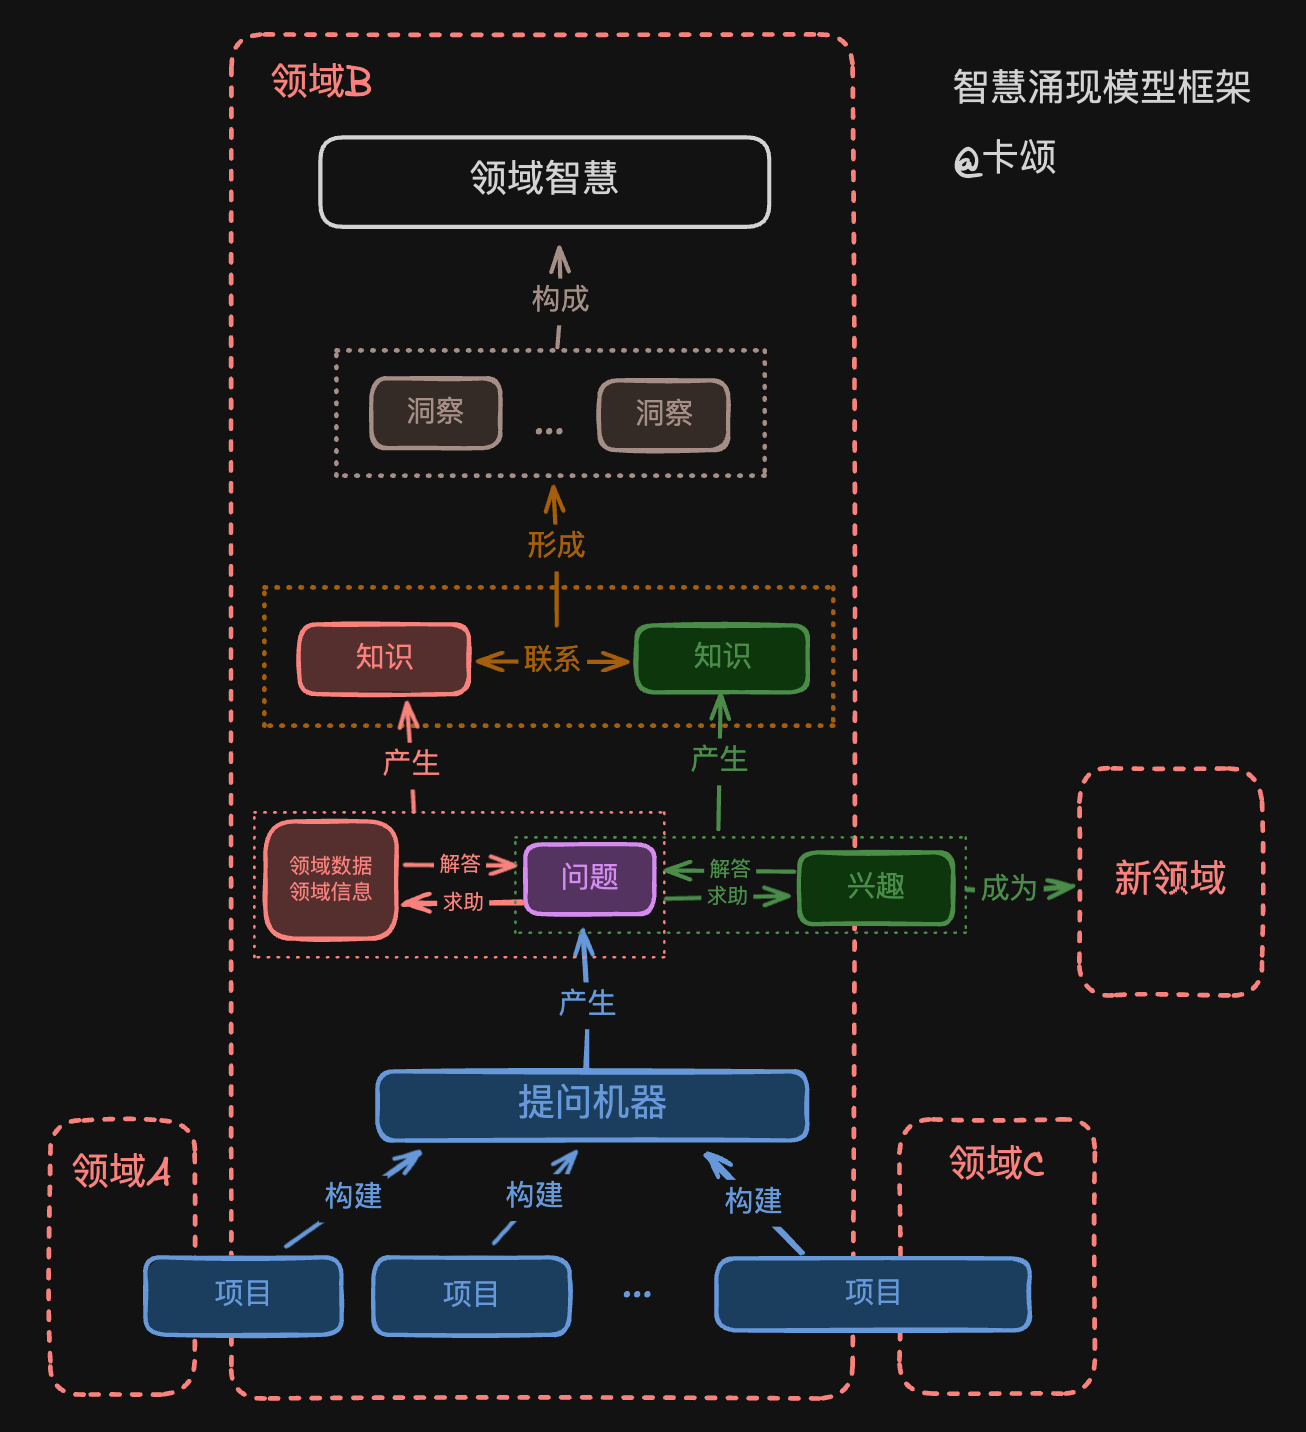 领域B
智慧涌现模型框架
@卡颂
领域智慧
构成
洞察
...
洞察
形成
知识
联系
知识
产生
产生
领域数据
领域信息
解答
求助
问题
解答
求助
兴趣
成为
新领域
产生
提问机器
领域A
领域C
构建
构建
构建
项目
项目
...
项目